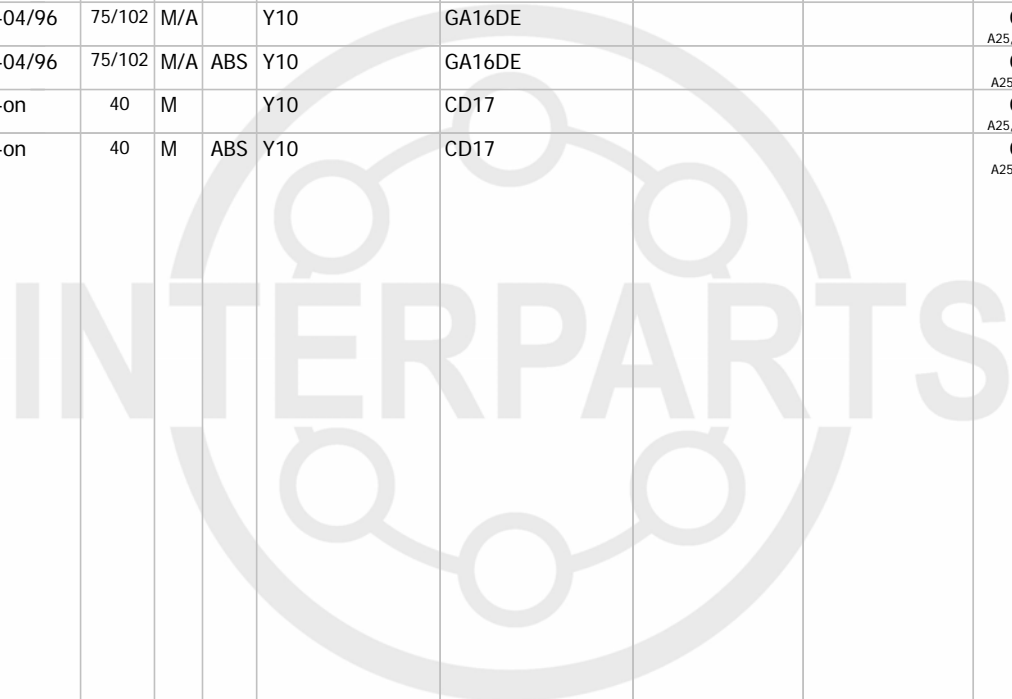 -04/96 75/102 M/A Y10 GA16DE
A25,
-04/96 75/102 M/A ABS Y10 GA16DE
A25
-on 40 M Y10 CD17
A25,
-on 40 M ABS Y10 CD17
A25
INTERPARTS